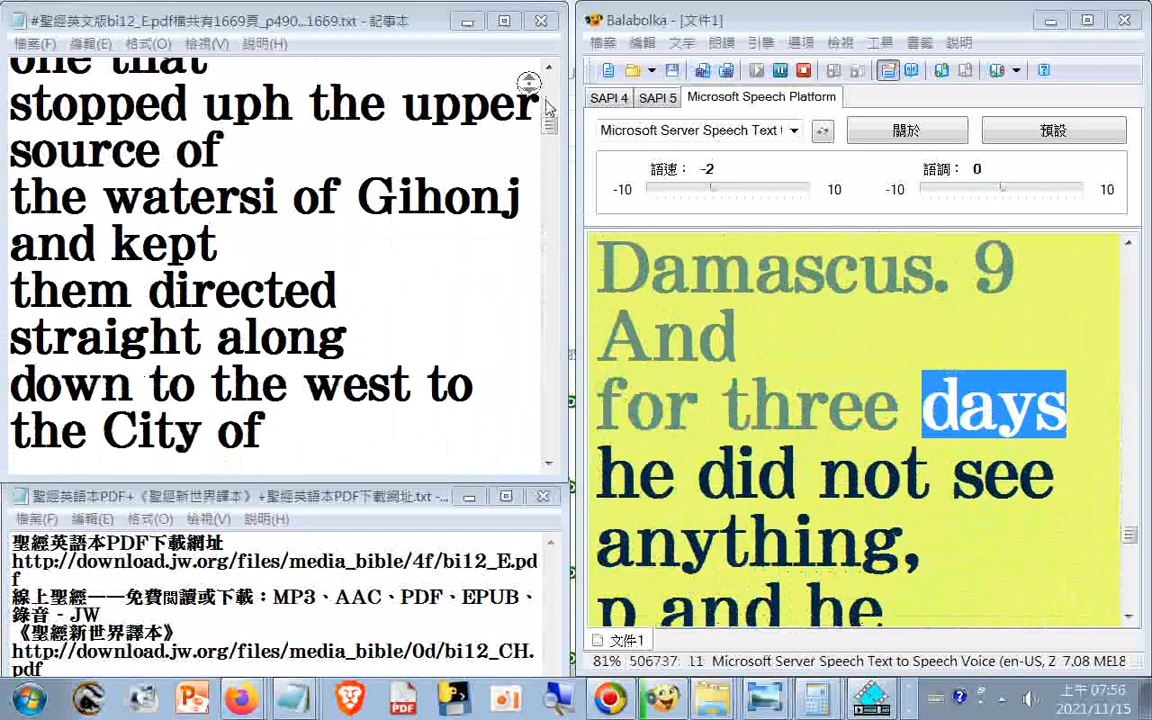 #聖經英文版bi12_E.pdf橫共有1669頁_p490...1669.txt - 記事本
檔案(F) 編輯(E) 格式(O) 檢視(V) 說明(H)
one that
stopped uph the upper
source of
the watersi of Gihonj
and kept
them directed
straight along
down to the west to
the City of
聖經英語本PDF+《聖經新世界譯本》+聖經英語本PDF下載網址.txt - ...
檔案(F) 編輯(E) 格式(O) 檢視(V) 說明(H)
聖經英語本PDF下載網址
http://download.jw.org/files/media_bible/4f/bi12_E.pd
f
線上聖經──免費閱讀或下載：MP3、AAC、PDF、EPUB、
錄音 - JW
《聖經新世界譯本》
http://download.jw.org/files/media_bible/0d/bi12_CH.
pdf
Balabolka - [文件1]
檔案 編輯 文字 朗讀 引擎 選項 檢視 工具 書籤 說明
SAPI 4 SAPI 5 Microsoft Speech Platform
Microsoft Server Speech Text t 關於 預設
語速： -2 語調： 0
-10 10 -10 10
Damascus. 9
And
for three days
he did not see
anything,
p and he
文件1
81% 506737: 11 Microsoft Server Speech Text to Speech Voice (en-US, Z 7.08 ME18
上午 07:56
2021/11/15